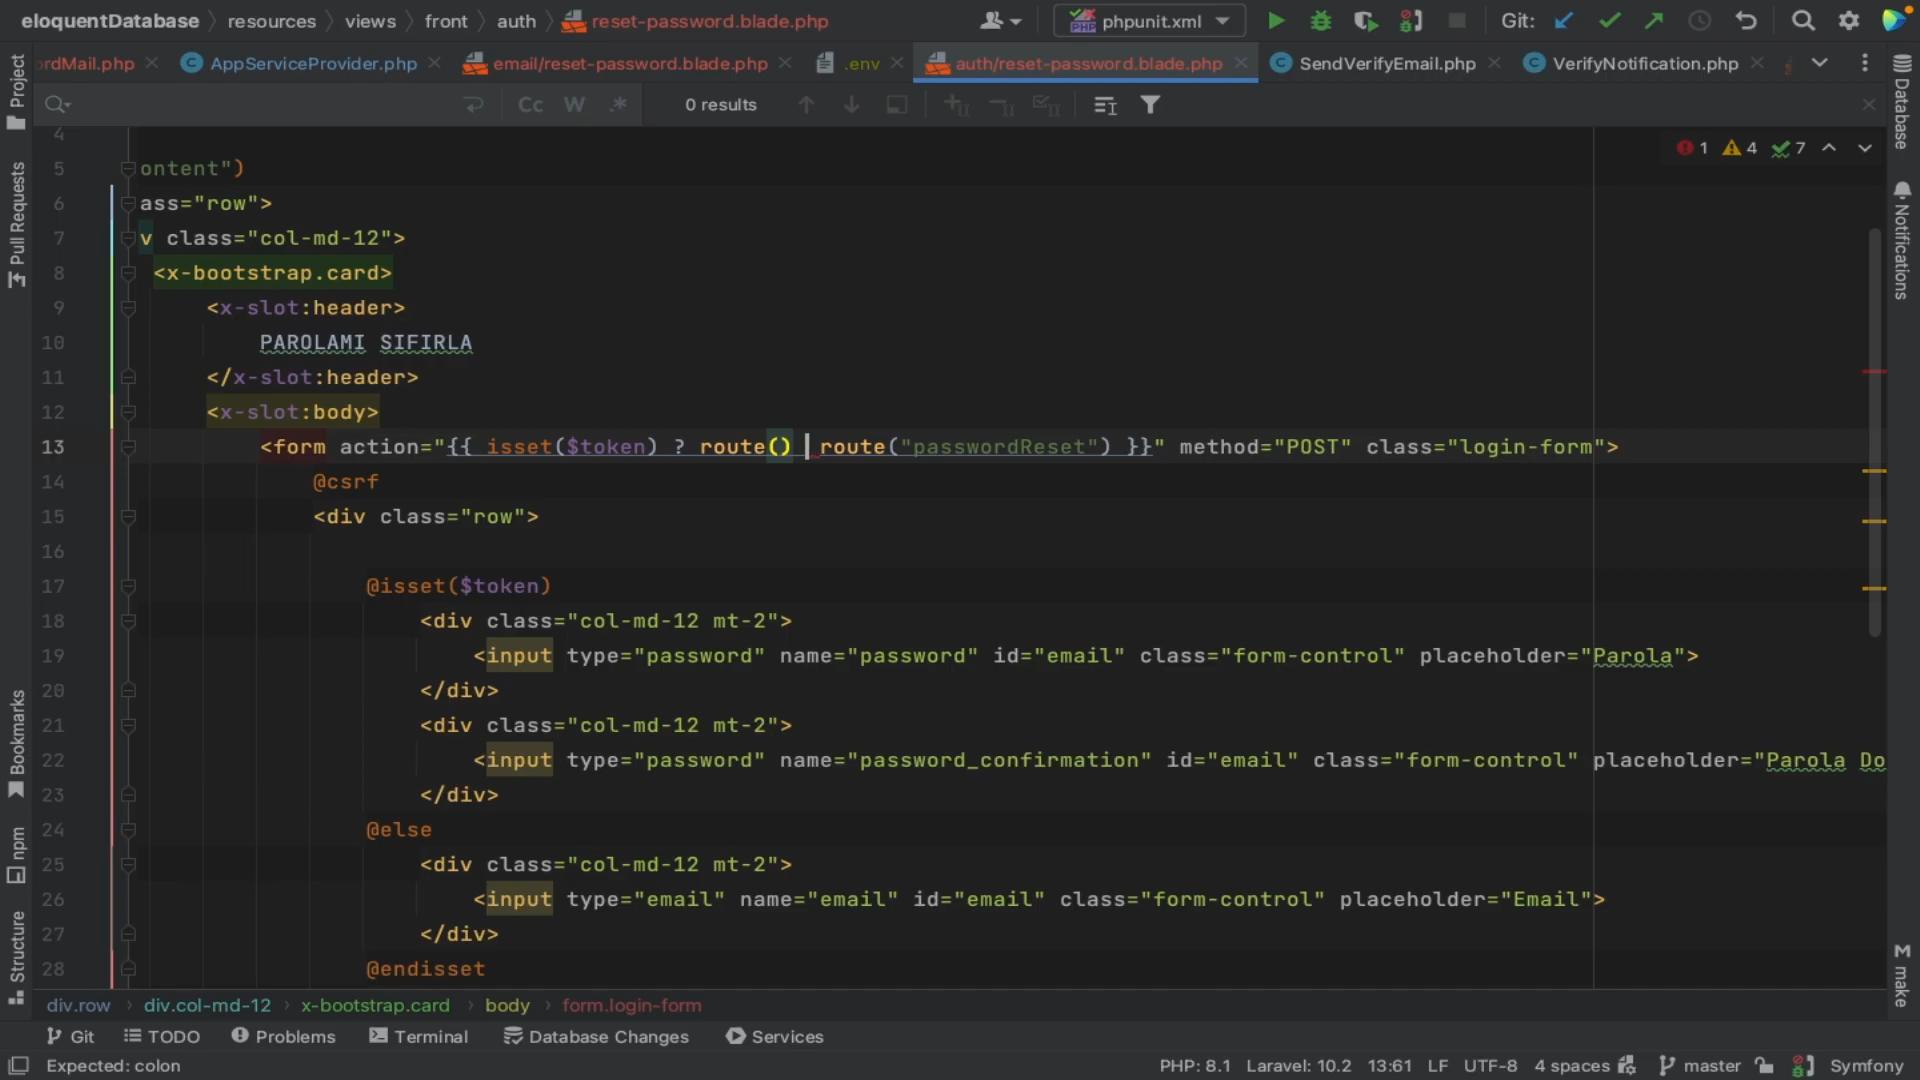 eloquentDatabase resources views front auth reset-password.blade.php phpunit.xml Git:
ordMail.php AppServiceProvider.php email/reset-password.blade.php .env auth/reset-password.blade.php SendVerifyEmail.php VerifyNotification.php
Cc W .* 0 results
1 4 7
4
5 ontent")
6 ass="row">
7 v class="col-md-12">
8 <x-bootstrap.card>
9 <x-slot:header>
10 PAROLAMI SIFIRLA
11 </x-slot:header>
12 <x-slot:body>
13 <form action="{{ isset($token) ? route() route("passwordReset") }}" method="POST" class="login-form">
14 @csrf
15 <div class="row">
16
17 @isset($token)
18 <div class="col-md-12 mt-2">
19 <input type="password" name="password" id="email" class="form-control" placeholder="Parola">
20 </div>
21 <div class="col-md-12 mt-2">
22 <input type="password" name="password_confirmation" id="email" class="form-control" placeholder="Parola Do
23 </div>
24 @else
25 <div class="col-md-12 mt-2">
26 <input type="email" name="email" id="email" class="form-control" placeholder="Email">
27 </div>
28 @endisset
div.row div.col-md-12 x-bootstrap.card body form.login-form
Git TODO Problems Terminal Database Changes Services
Expected: colon PHP: 8.1 Laravel: 10.2 13:61 LF UTF-8 4 spaces master Symfony
Project
Pull Requests
Bookmarks
npm
Structure
Database
Notifications
make